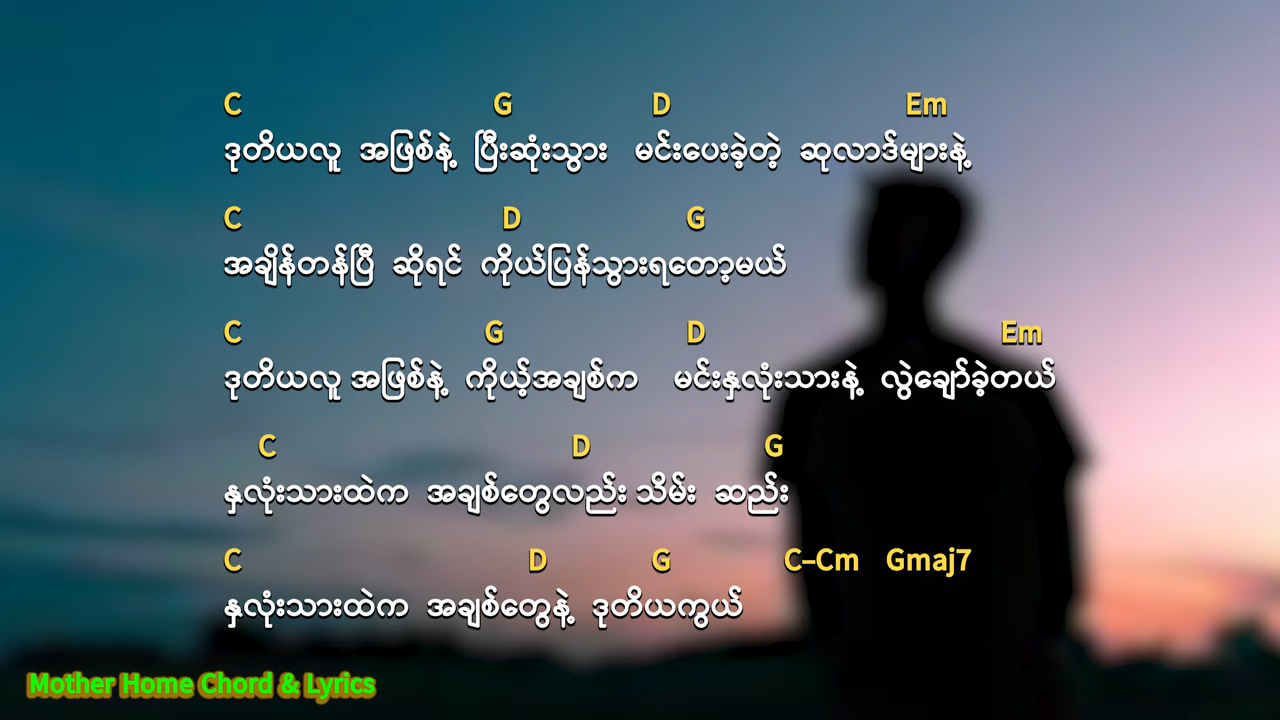 C G D Em
ဒုတိယလူ အဖြစ်နဲ့ ပြီးဆုံးသွား မင်းပေးခဲ့တဲ့ ဆုလာဒ်များနဲ့
C D G
အချိန်တန်ပြီ ဆိုရင် ကိုယ်ပြန်သွားရတော့မယ်
C G D Em
ဒုတိယလူ အဖြစ်နဲ့ ကိုယ့်အချစ်က မင်းနှလုံးသားနဲ့ လွဲချော်ခဲ့တယ်
C D G
နှလုံးသားထဲက အချစ်တွေလည်း သိမ်း ဆည်း
C D G C–Cm Gmaj7
နှလုံးသားထဲက အချစ်တွေနဲ့ ဒုတိယကွယ်
Mother Home Chord & Lyrics